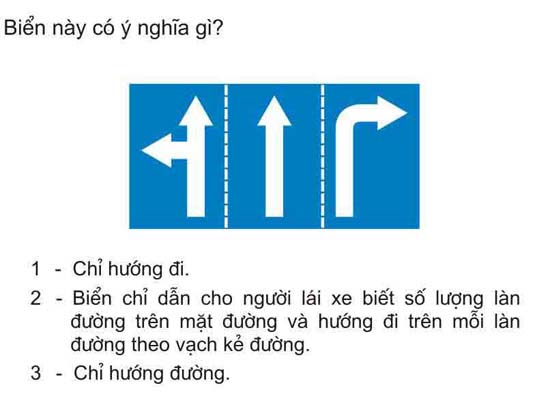 Biển này có ý nghĩa gì?
1 - Chỉ hướng đi.
2 - Biển chỉ dẫn cho người lái xe biết số lượng làn
đường trên mặt đường và hướng đi trên mỗi làn
đường theo vạch kẻ đường.
3 - Chỉ hướng đường.